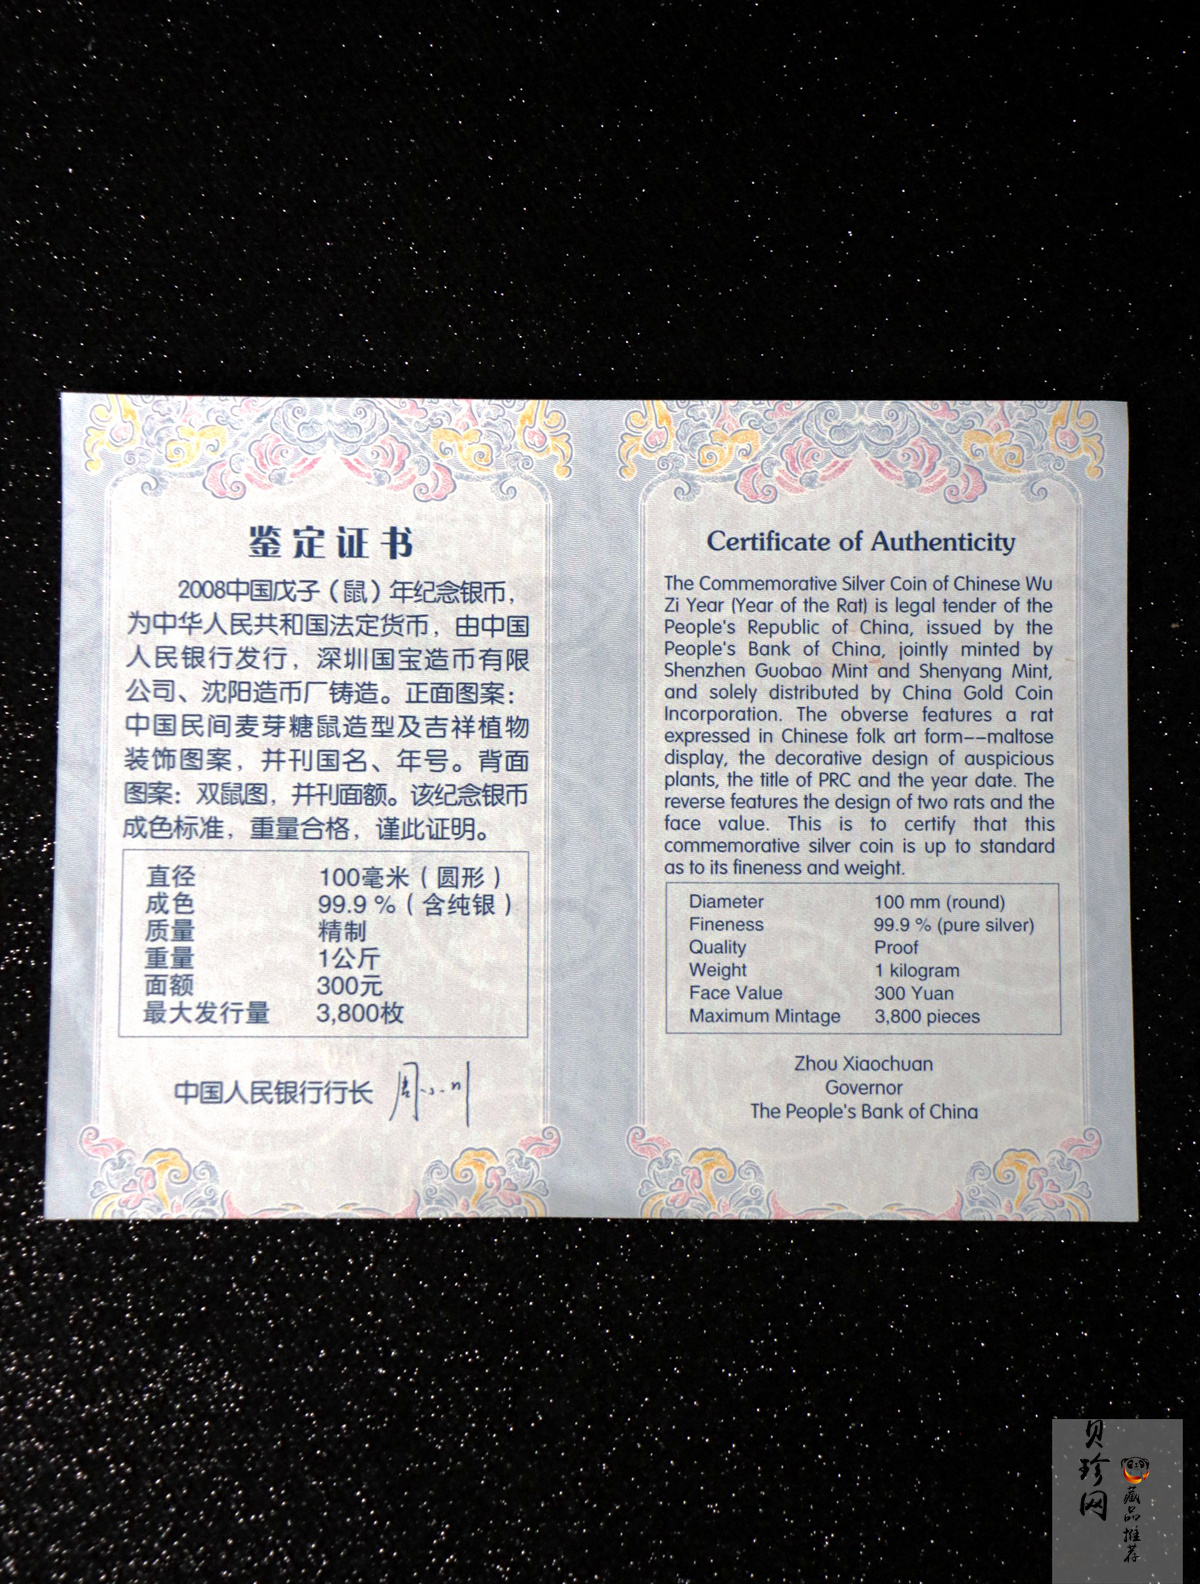 鉴定证书
2008中国戊子（鼠）年纪念银币，
为中华人民共和国法定货币，由中国
人民银行发行，深圳国宝造币有限
公司、沈阳造币厂铸造。正面图案：
中国民间麦芽糖鼠造型及吉祥植物
装饰图案，并刊国名、年号。背面
图案：双鼠图，并刊面额。该纪念银币
成色标准，重量合格，谨此证明。
直径 100毫米（圆形）
成色 99.9 %（含纯银）
质量 精制
重量 1公斤
面额 300元
最大发行量 3,800枚
中国人民银行行长 周小川
Certificate of Authenticity
The Commemorative Silver Coin of Chinese Wu
Zi Year (Year of the Rat) is legal tender of the
People's Republic of China, issued by the
People's Bank of China, jointly minted by
Shenzhen Guobao Mint and Shenyang Mint,
and solely distributed by China Gold Coin
Incorporation. The obverse features a rat
expressed in Chinese folk art form--maltose
display, the decorative design of auspicious
plants, the title of PRC and the year date. The
reverse features the design of two rats and the
face value. This is to certify that this
commemorative silver coin is up to standard
as to its fineness and weight.
Diameter 100 mm (round)
Fineness 99.9 % (pure silver)
Quality Proof
Weight 1 kilogram
Face Value 300 Yuan
Maximum Mintage 3,800 pieces
Zhou Xiaochuan
Governor
The People's Bank of China
贝珍网
藏品推荐